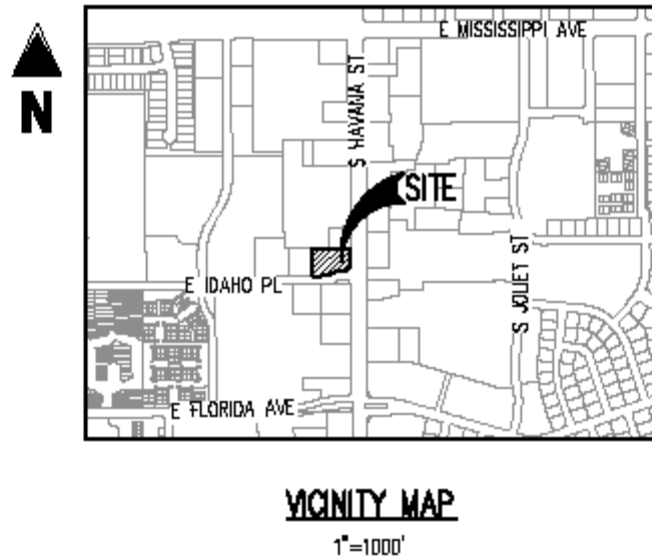 E MISSISSIPPI AVE
N
S HAVANA ST
SITE
S JOLIET ST
E IDAHO PL
E FLORIDA AVE
VICINITY MAP
1"=1000'